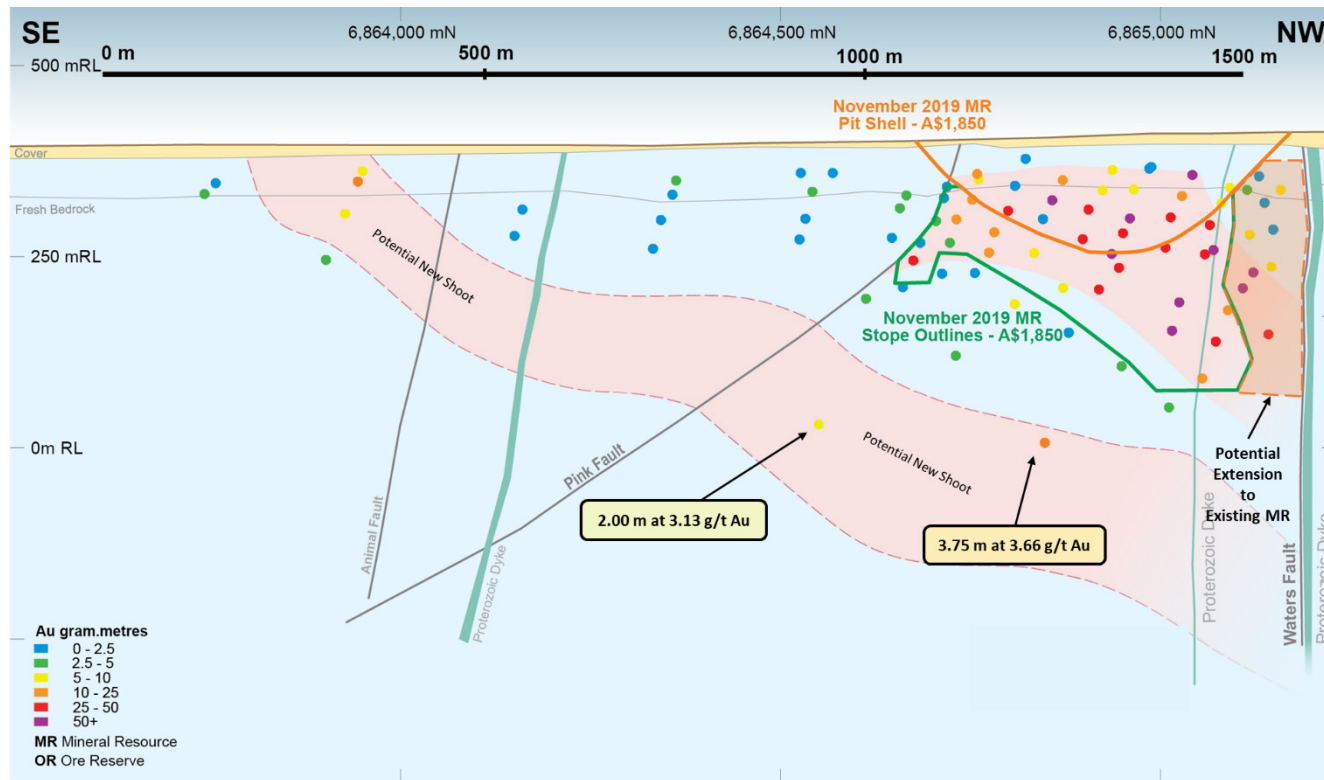 SE
NW
6,864,000 mN
6,864,500 mN
6,865,000 mN
0 m
500 m
1000 m
1500 m
500 mRL
November 2019 MR
Pit Shell - A$1,850
Cover
Fresh Bedrock
250 mRL
Potential New Shoot
November 2019 MR
Stope Outlines - A$1,850
0m RL
Pink Fault
Potential New Shoot
Potential
Extension
to
Existing MR
2.00 m at 3.13 g/t Au
3.75 m at 3.66 g/t Au
Animal Fault
Proterozoic Dyke
Proterozoic Dyke
Waters Fault
Proterozoic Dyke
Au gram.metres
0 - 2.5
2.5 - 5
5 - 10
10 - 25
25 - 50
50+
MR Mineral Resource
OR Ore Reserve